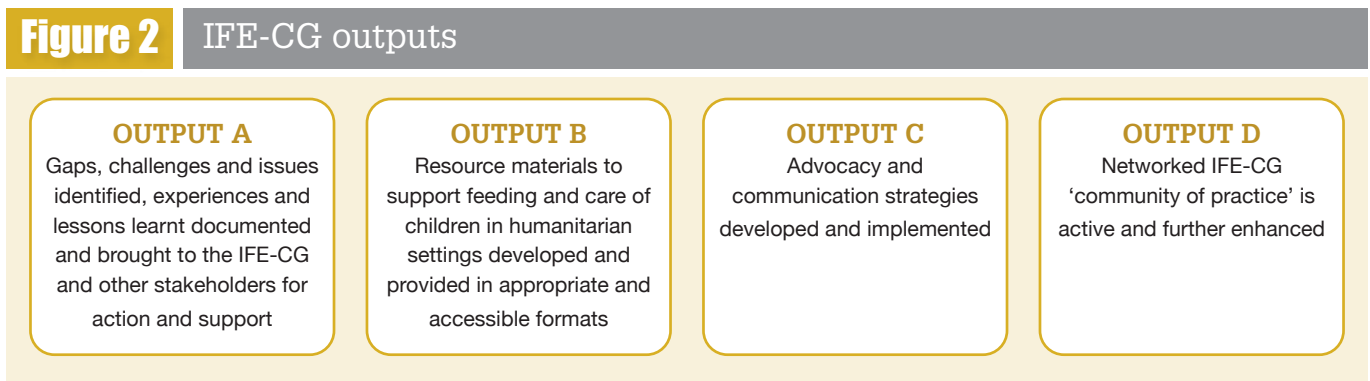 Figure 2
IFE-CG outputs
OUTPUT A
Gaps, challenges and issues
identified, experiences and
lessons learnt documented
and brought to the IFE-CG
and other stakeholders for
action and support
OUTPUT B
Resource materials to
support feeding and care of
children in humanitarian
settings developed and
provided in appropriate and
accessible formats
OUTPUT C
Advocacy and
communication strategies
developed and implemented
OUTPUT D
Networked IFE-CG
‘community of practice’ is
active and further enhanced